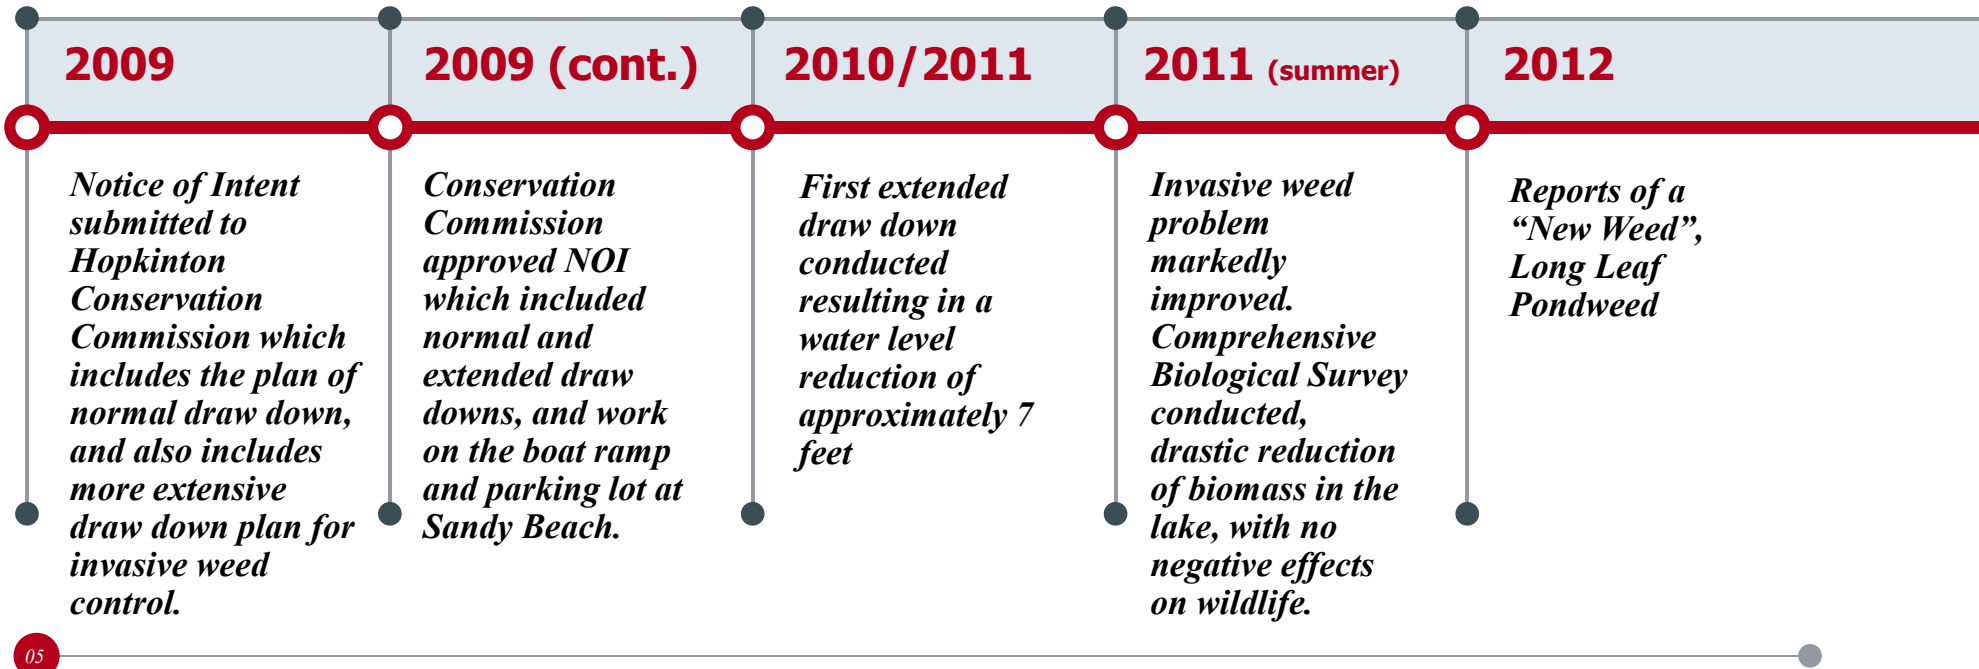 2009
Notice of Intent
submitted to
Hopkinton
Conservation
Commission which
includes the plan of
normal draw down,
and also includes
more extensive
draw down plan for
invasive weed
control.
2009 (cont.)
Conservation
Commission
approved NOI
which included
normal and
extended draw
downs, and work
on the boat ramp
and parking lot at
Sandy Beach.
2010/2011
First extended
draw down
conducted
resulting in a
water level
reduction of
approximately 7
feet
2011 (summer)
Invasive weed
problem
markedly
improved.
Comprehensive
Biological Survey
conducted,
drastic reduction
of biomass in the
lake, with no
negative effects
on wildlife.
2012
Reports of a
“New Weed”,
Long Leaf
Pondweed
05